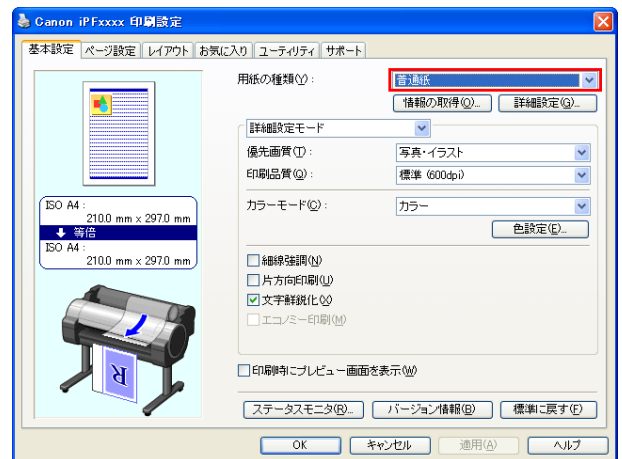 Canon iPFxxxx 印刷設定
基本設定 ページ設定 レイアウト お気に入り ユーティリティ サポート
用紙の種類(Y): 普通紙
情報の取得(Q)... 詳細設定(G)...
詳細設定モード
優先画質(T): 写真・イラスト
印刷品質(Q): 標準 (600dpi)
ISO A4 :
210.0 mm x 297.0 mm
等倍
ISO A4 :
210.0 mm x 297.0 mm
カラーモード(C): カラー
色設定(E)...
細線強調(N)
片方向印刷(U)
文字鮮鋭化(X)
エコノミー印刷(M)
R
印刷時にプレビュー画面を表示(W)
ステータスモニタ(R)... バージョン情報(B) 標準に戻す(F)
OK キャンセル 適用(A) ヘルプ